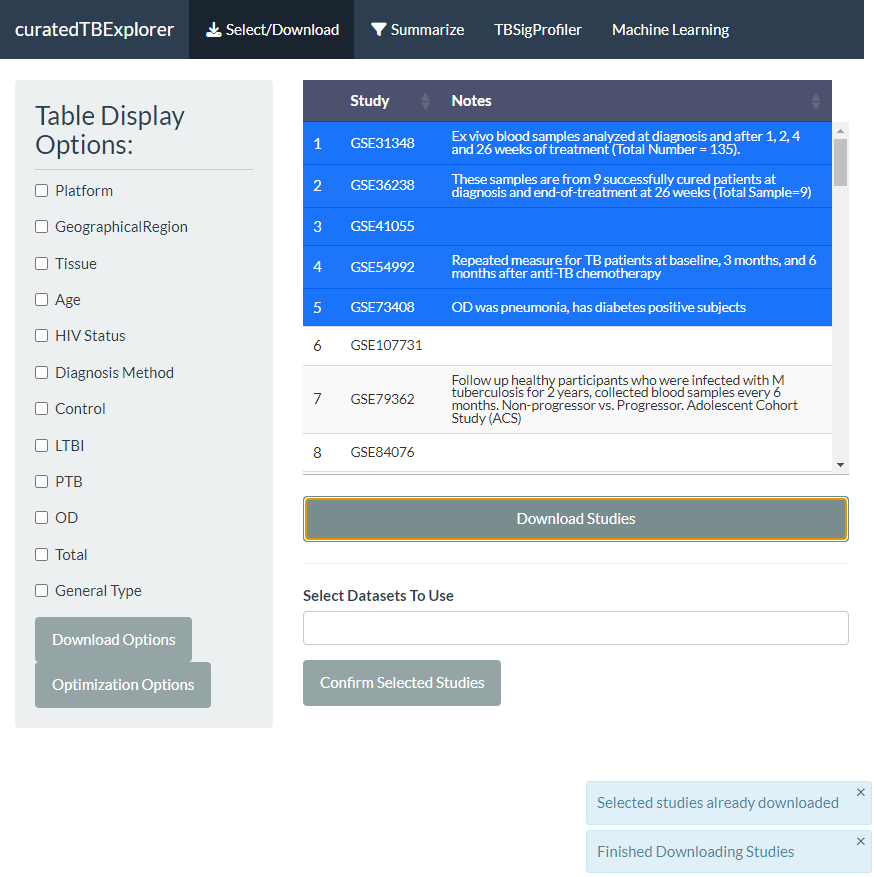 curatedTBExplorer
Select/Download
Summarize
TBSigProfiler
Machine Learning
Table Display
Options:
Platform
GeographicalRegion
Tissue
Age
HIV Status
Diagnosis Method
Control
LTBI
PTB
OD
Total
General Type
Download Options
Optimization Options
Study Notes
1 GSE31348 Ex vivo blood samples analyzed at diagnosis and after 1, 2, 4
and 26 weeks of treatment (Total Number = 135).
2 GSE36238 These samples are from 9 successfully cured patients at
diagnosis and end-of-treatment at 26 weeks (Total Sample=9)
3 GSE41055
4 GSE54992 Repeated measure for TB patients at baseline, 3 months, and 6
months after anti-TB chemotherapy
5 GSE73408 OD was pneumonia, has diabetes positive subjects
6 GSE107731
7 GSE79362 Follow up healthy participants who were infected with M
tuberculosis for 2 years, collected blood samples every 6
months. Non-progressor vs. Progressor. Adolescent Cohort
Study (ACS)
8 GSE84076
Download Studies
Select Datasets To Use
Confirm Selected Studies
Selected studies already downloaded
×
Finished Downloading Studies
×